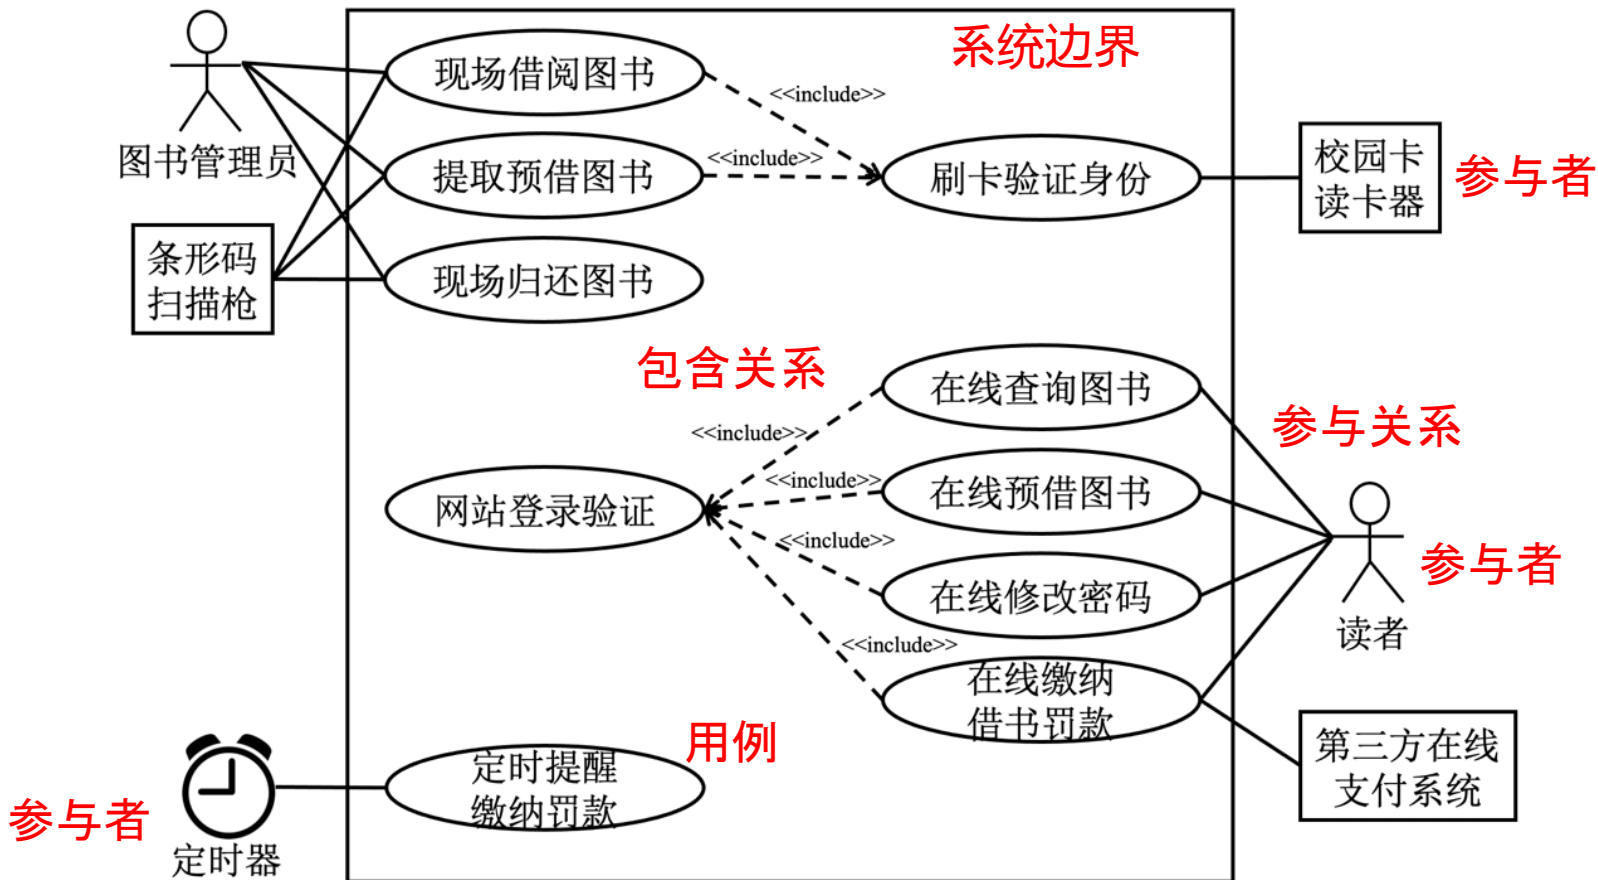 系统边界
现场借阅图书
<<include>>
图书管理员
提取预借图书
<<include>>
刷卡验证身份
校园卡
读卡器
参与者
条形码
扫描枪
现场归还图书
包含关系
在线查询图书
参与关系
<<include>>
<<include>>
在线预借图书
网站登录验证
<<include>>
在线修改密码
参与者
读者
<<include>>
在线缴纳
借书罚款
用例
定时提醒
缴纳罚款
第三方在线
支付系统
参与者
定时器